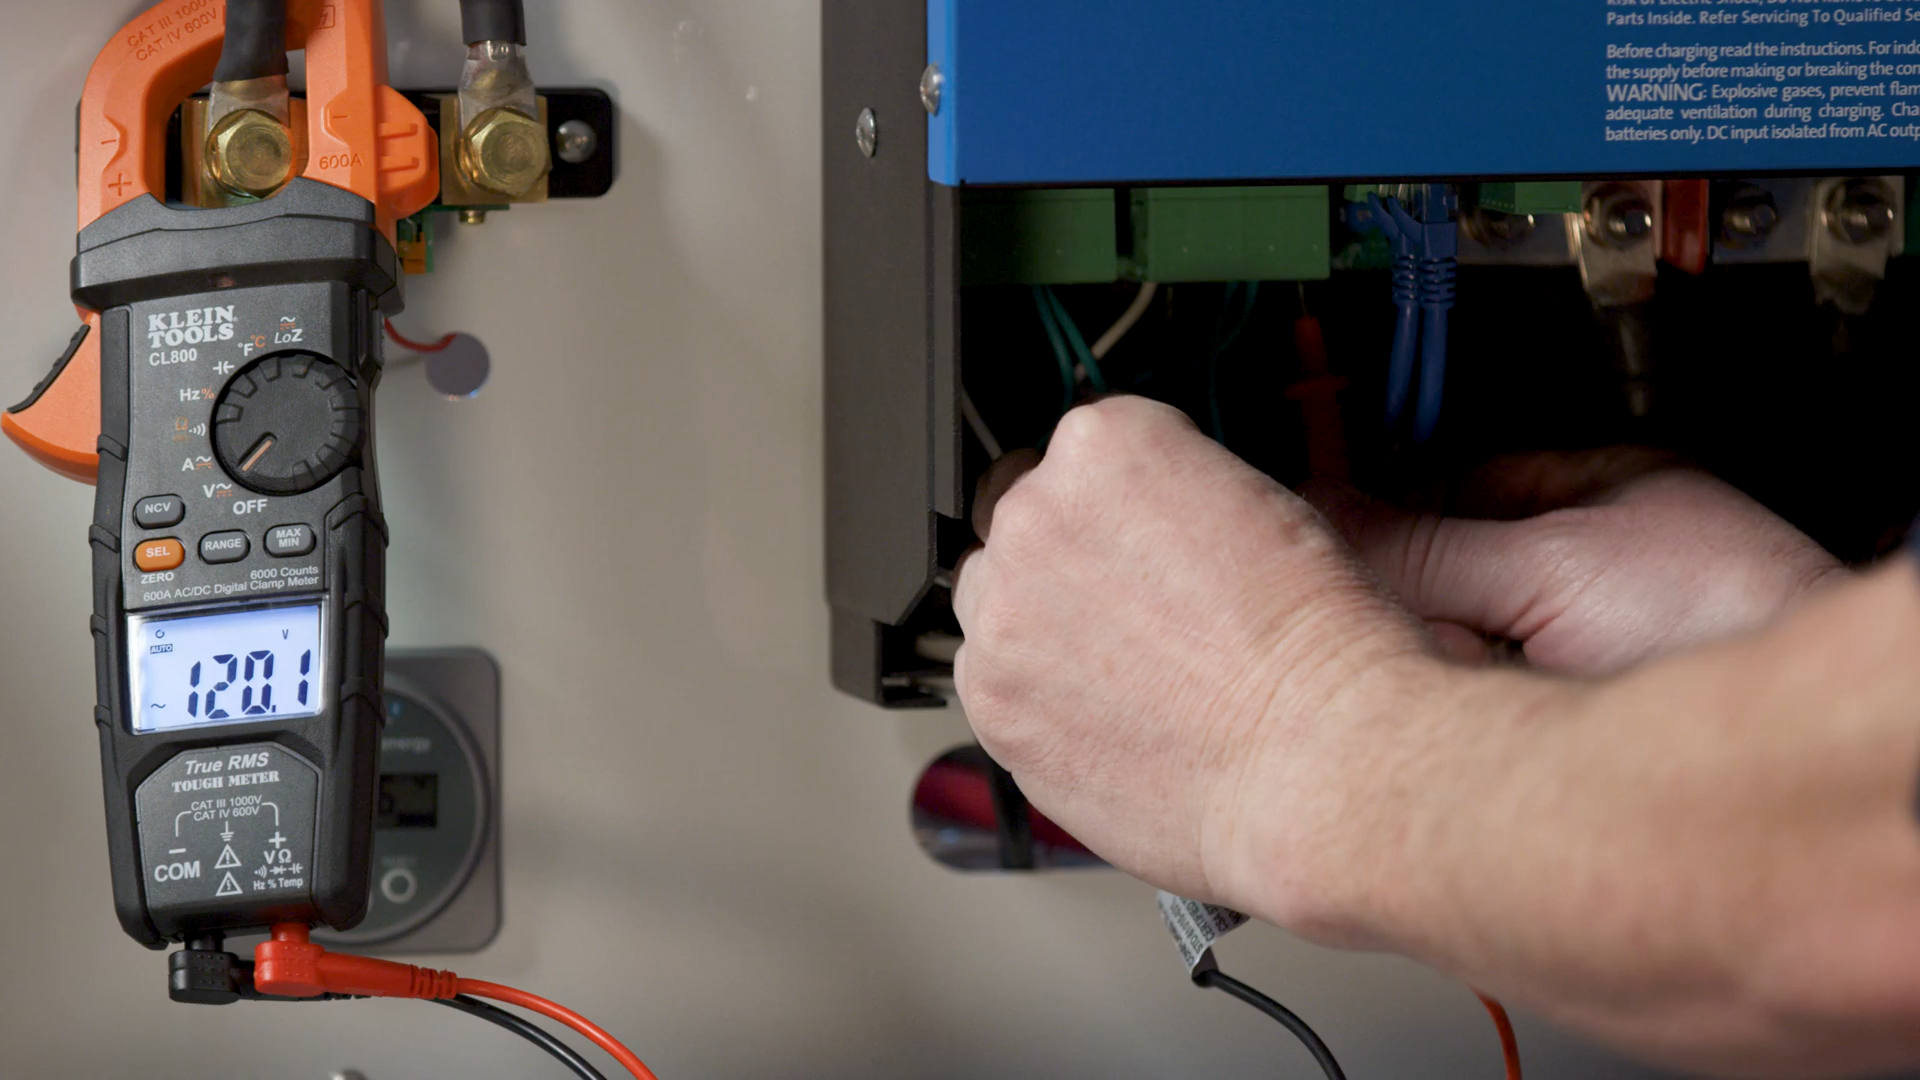 CAT III 1000V
CAT IV 600V
600A
KLEIN
TOOLS
CL800
°F °C LoZ
Hz %
A
V
OFF
NCV
SEL
RANGE
MAX
MIN
ZERO
6000 Counts
600A AC/DC Digital Clamp Meter
V
AUTO
~ 120.1
True RMS
TOUGH METER
CAT III 1000V
CAT IV 600V
− +
COM
V Ω
Hz % Temp
energy
Parts Inside. Refer Servicing To Qualified
Before charging read the instructions. For
the supply before making or breaking the
WARNING: Explosive gases, prevent
adequate ventilation during charging.
batteries only. DC input isolated from AC